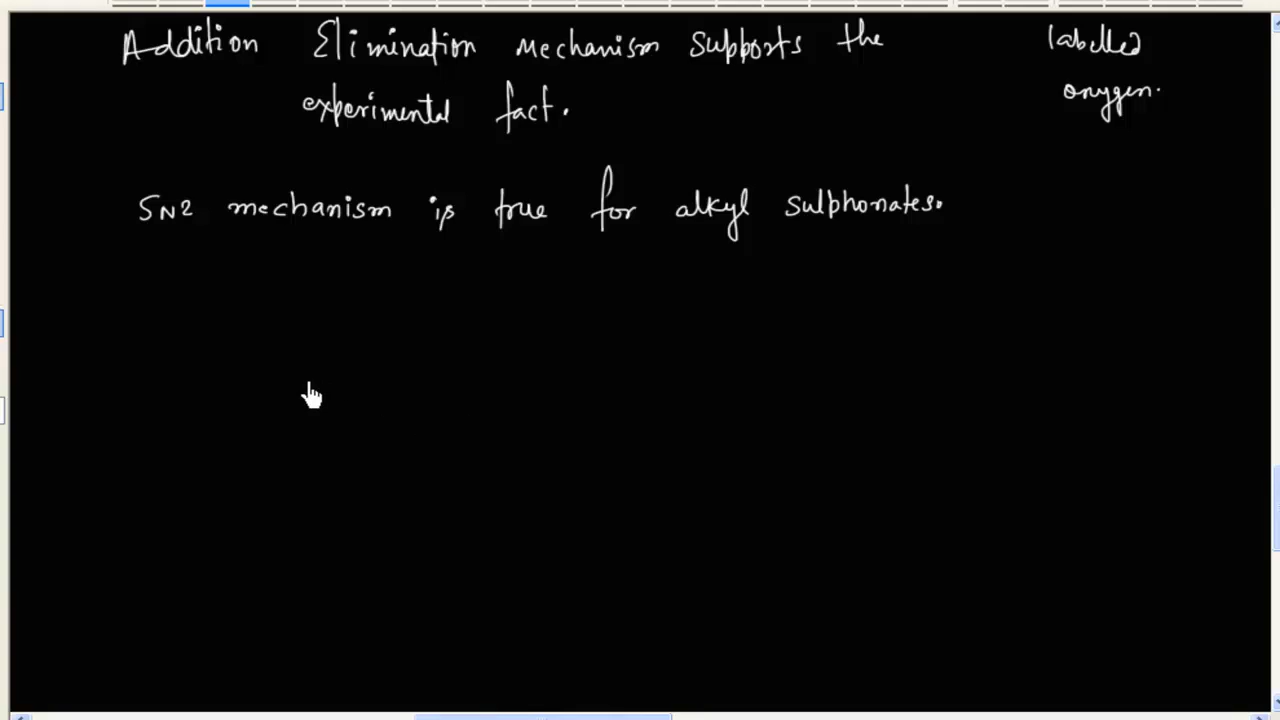 Addition Elimination mechanism supports the
experimental fact.
labelled
oxygen.
SN2 mechanism is true for alkyl sulphonates.